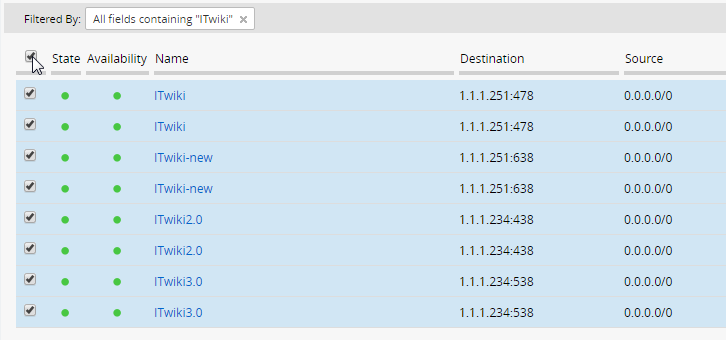 Filtered By: All fields containing "ITwiki" ×
State Availability Name Destination Source
ITwiki 1.1.1.251:478 0.0.0.0/0
ITwiki 1.1.1.251:478 0.0.0.0/0
ITwiki-new 1.1.1.251:638 0.0.0.0/0
ITwiki-new 1.1.1.251:638 0.0.0.0/0
ITwiki2.0 1.1.1.234:438 0.0.0.0/0
ITwiki2.0 1.1.1.234:438 0.0.0.0/0
ITwiki3.0 1.1.1.234:538 0.0.0.0/0
ITwiki3.0 1.1.1.234:538 0.0.0.0/0